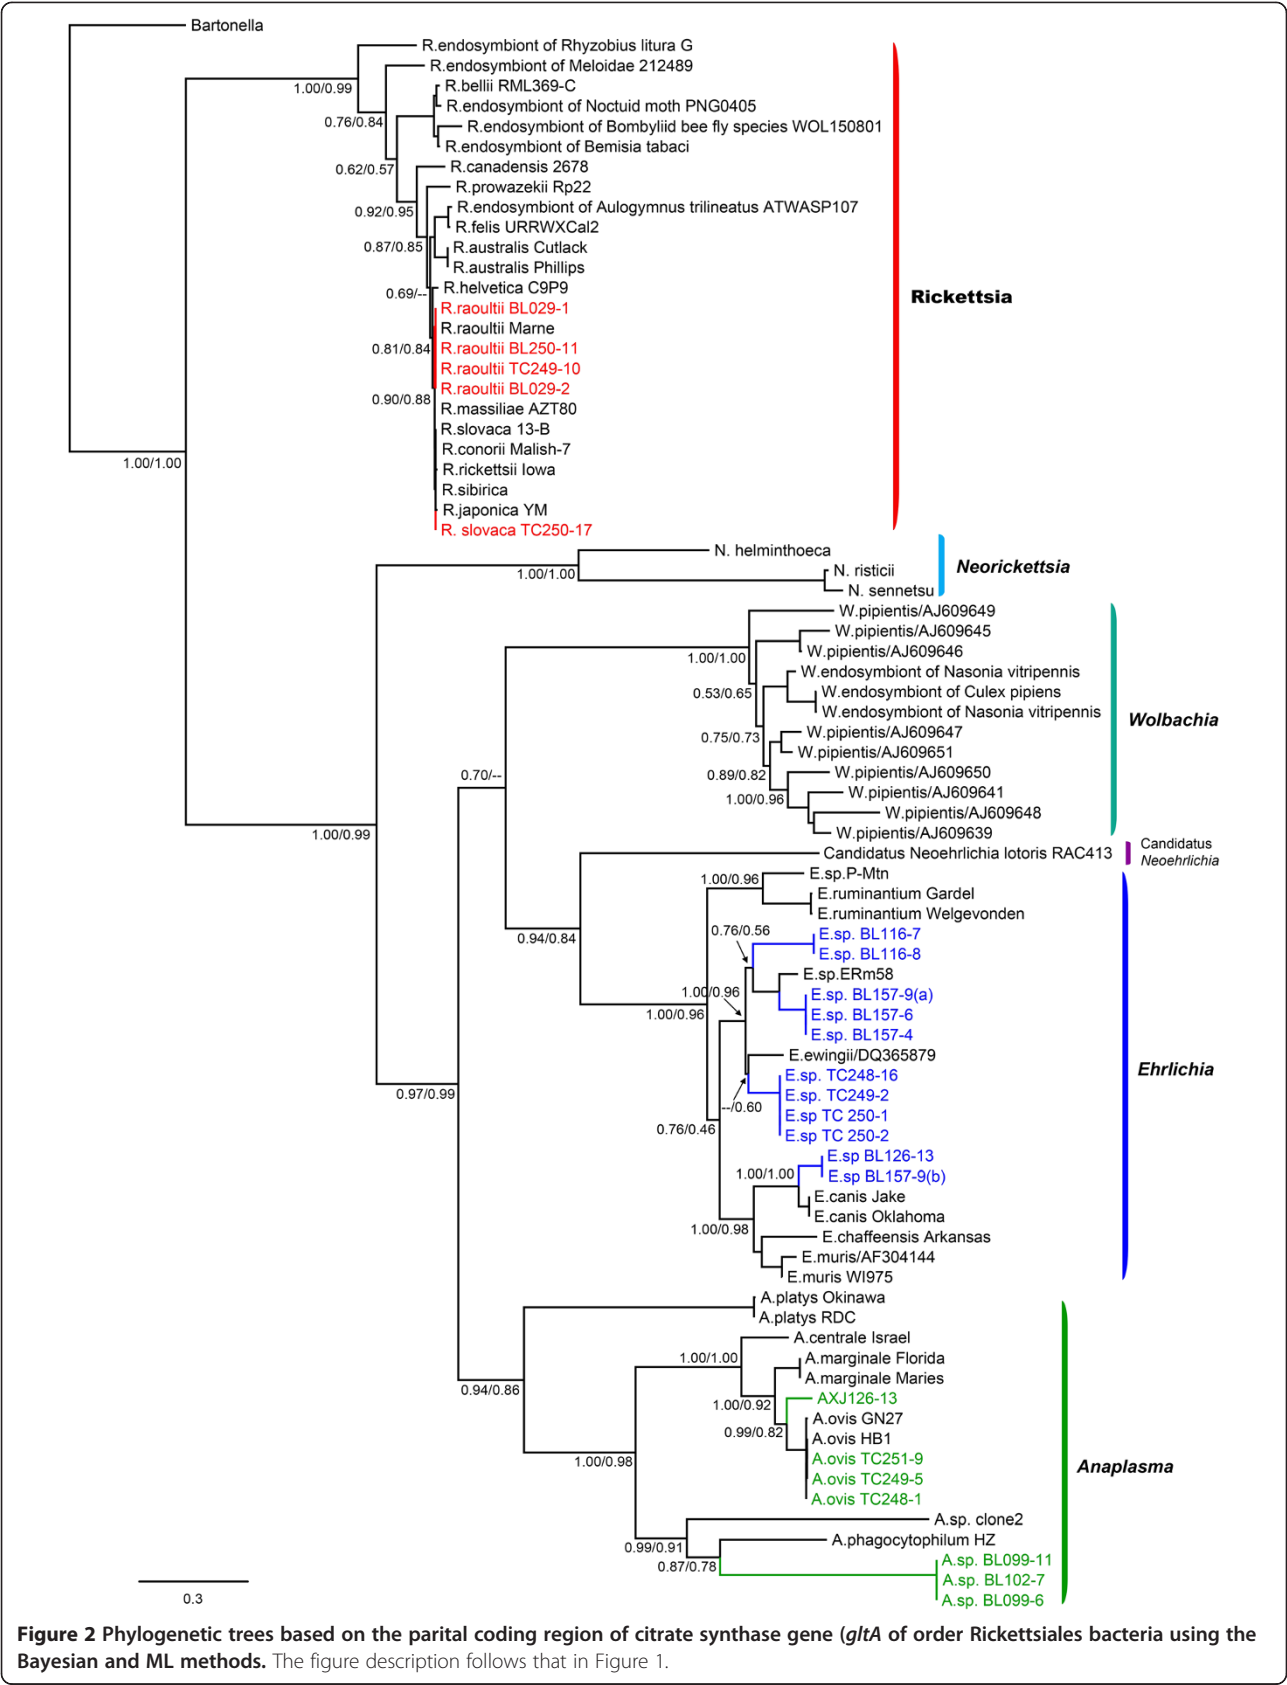 Bartonella
R.endosymbiont of Rhyzobius litura G
R.endosymbiont of Meloidae 212489
1.00/0.99
R.bellii RML369-C
R.endosymbiont of Noctuid moth PNG0405
0.76/0.84
R.endosymbiont of Bombyliid bee fly species WOL150801
R.endosymbiont of Bemisia tabaci
0.62/0.57
R.canadensis 2678
R.prowazekii Rp22
0.92/0.95
R.endosymbiont of Aulogymnus trilineatus ATWASP107
R.felis URRWXCal2
0.87/0.85
R.australis Cutlack
R.australis Phillips
0.69/--
R.helvetica C9P9
Rickettsia
R.raoultii BL029-1
R.raoultii Marne
0.81/0.84
R.raoultii BL250-11
R.raoultii TC249-10
R.raoultii BL029-2
0.90/0.88
R.massiliae AZT80
R.slovaca 13-B
R.conorii Malish-7
1.00/1.00
R.rickettsii Iowa
R.sibirica
R.japonica YM
R. slovaca TC250-17
N. helminthoeca
1.00/1.00
N. risticii
Neorickettsia
N. sennetsu
W.pipientis/AJ609649
W.pipientis/AJ609645
1.00/1.00
W.pipientis/AJ609646
W.endosymbiont of Nasonia vitripennis
0.53/0.65
W.endosymbiont of Culex pipiens
W.endosymbiont of Nasonia vitripennis
Wolbachia
0.75/0.73
W.pipientis/AJ609647
W.pipientis/AJ609651
0.70/--
0.89/0.82
W.pipientis/AJ609650
1.00/0.96
W.pipientis/AJ609641
W.pipientis/AJ609648
1.00/0.99
W.pipientis/AJ609639
Candidatus Neoehrlichia lotoris RAC413
Candidatus
Neoehrlichia
1.00/0.96
E.sp.P-Mtn
E.ruminantium Gardel
E.ruminantium Welgevonden
0.94/0.84
0.76/0.56
E.sp. BL116-7
E.sp. BL116-8
E.sp.ERm58
1.00/0.96
E.sp. BL157-9(a)
1.00/0.96
E.sp. BL157-6
E.sp. BL157-4
E.ewingii/DQ365879
Ehrlichia
E.sp. TC248-16
0.97/0.99
E.sp. TC249-2
--/0.60
E.sp TC 250-1
0.76/0.46
E.sp TC 250-2
E.sp BL126-13
1.00/1.00
E.sp BL157-9(b)
E.canis Jake
E.canis Oklahoma
1.00/0.98
E.chaffeensis Arkansas
E.muris/AF304144
E.muris WI975
A.platys Okinawa
A.platys RDC
A.centrale Israel
1.00/1.00
A.marginale Florida
A.marginale Maries
0.94/0.86
AXJ126-13
1.00/0.92
A.ovis GN27
0.99/0.82
A.ovis HB1
A.ovis TC251-9
1.00/0.98
Anaplasma
A.ovis TC249-5
A.ovis TC248-1
A.sp. clone2
A.phagocytophilum HZ
0.99/0.91
0.87/0.78
A.sp. BL099-11
A.sp. BL102-7
A.sp. BL099-6
0.3
Figure 2 Phylogenetic trees based on the parital coding region of citrate synthase gene (gltA of order Rickettsiales bacteria using the
Bayesian and ML methods. The figure description follows that in Figure 1.